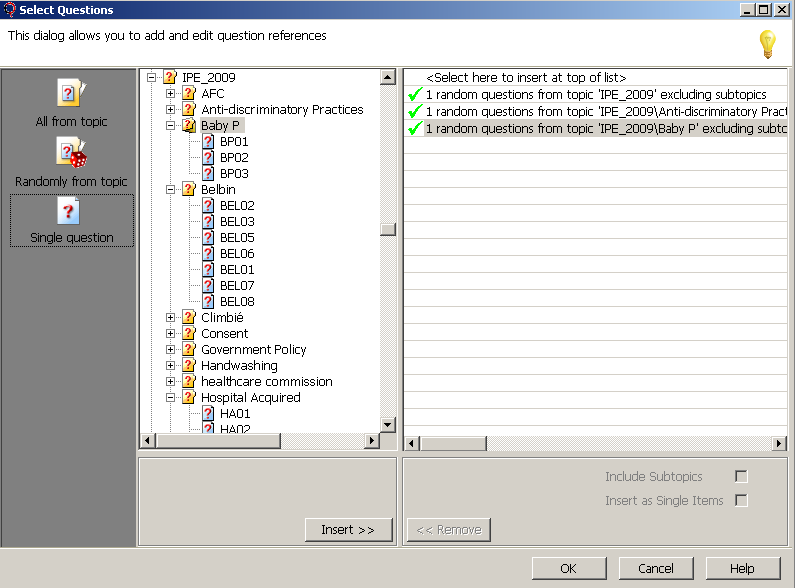 Select Questions
This dialog allows you to add and edit question references
All from topic
Randomly from topic
Single question
IPE_2009
AFC
Anti-discriminatory Practices
Baby P
BP01
BP02
BP03
Belbin
BEL02
BEL03
BEL05
BEL06
BEL01
BEL07
BEL08
Climbié
Consent
Government Policy
Handwashing
healthcare commission
Hospital Acquired
HA01
HA02
<Select here to insert at top of list>
1 random questions from topic 'IPE_2009' excluding subtopics
1 random questions from topic 'IPE_2009\Anti-discriminatory Pract
1 random questions from topic 'IPE_2009\Baby P' excluding subtc
Insert >>
Include Subtopics
Insert as Single Items
<< Remove
OK
Cancel
Help